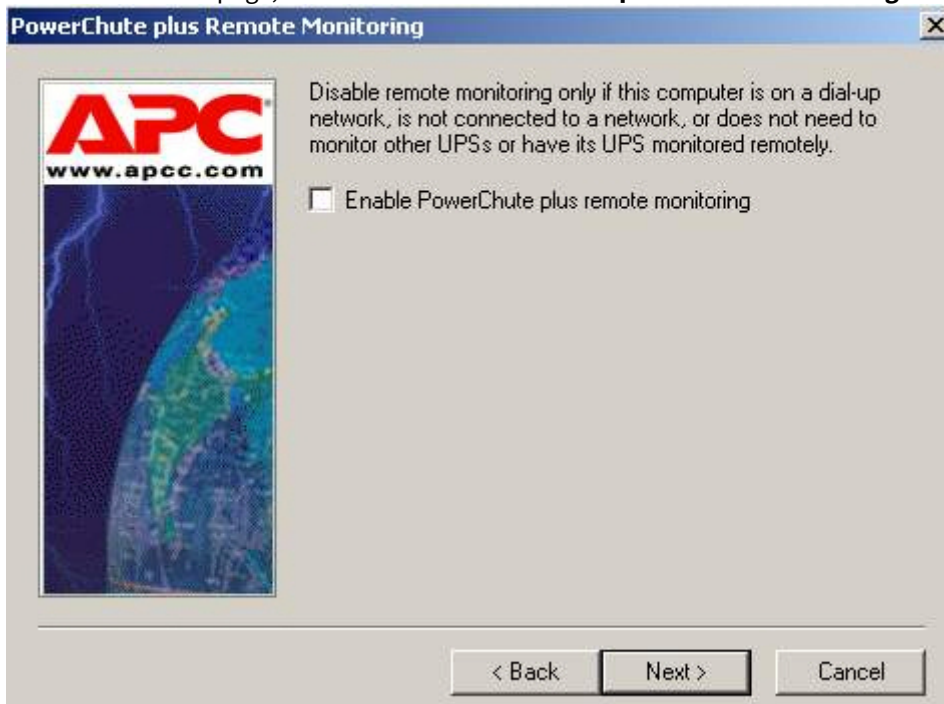 PowerChute plus Remote Monitoring
APC
www.apcc.com
Disable remote monitoring only if this computer is on a dial-up
network, is not connected to a network, or does not need to
monitor other UPSs or have its UPS monitored remotely.
Enable PowerChute plus remote monitoring
< Back
Next >
Cancel